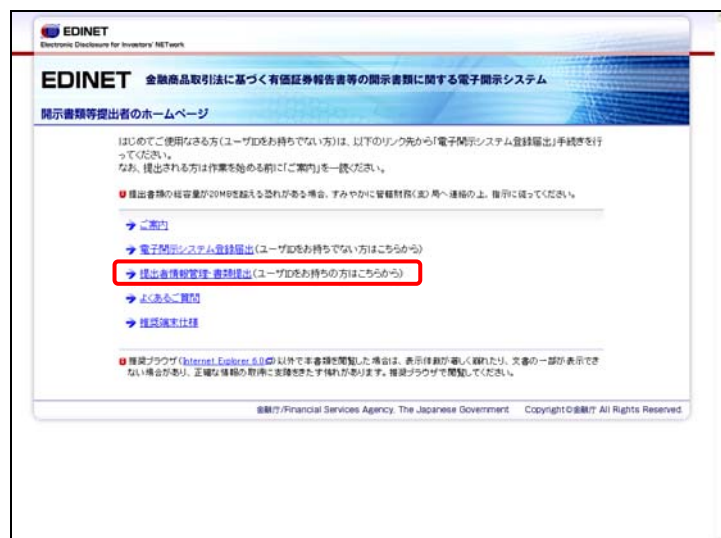 EDINET
Electronic Disclosure for Investors' NETwork
EDINET 金融商品取引法に基づく有価証券報告書等の開示書類に関する電子開示システム
開示書類等提出者のホームページ
はじめてご使用なさる方(ユーザIDをお持ちでない方)は、以下のリンク先から「電子開示システム登録届出」手続きを行
ってください。
なお、提出される方は作業を始める前に「ご案内」を一読ください。
提出書類の総容量が20MBを超える恐れがある場合、すみやかに管轄財務(支)局へ連絡の上、指示に従ってください。
ご案内
電子開示システム登録届出(ユーザIDをお持ちでない方はこちらから)
提出者情報管理・書類提出(ユーザIDをお持ちの方はこちらから)
よくあるご質問
推奨端末仕様
推奨ブラウザ(Internet Explorer 6.0)以外で本書類を閲覧した場合は、表示体裁が著しく崩れたり、文書の一部が表示でき
ない場合があり、正確な情報の取得に支障をきたす惧れがあります。推奨ブラウザで閲覧してください。
金融庁/Financial Services Agency, The Japanese Government Copyright©金融庁 All Rights Reserved.